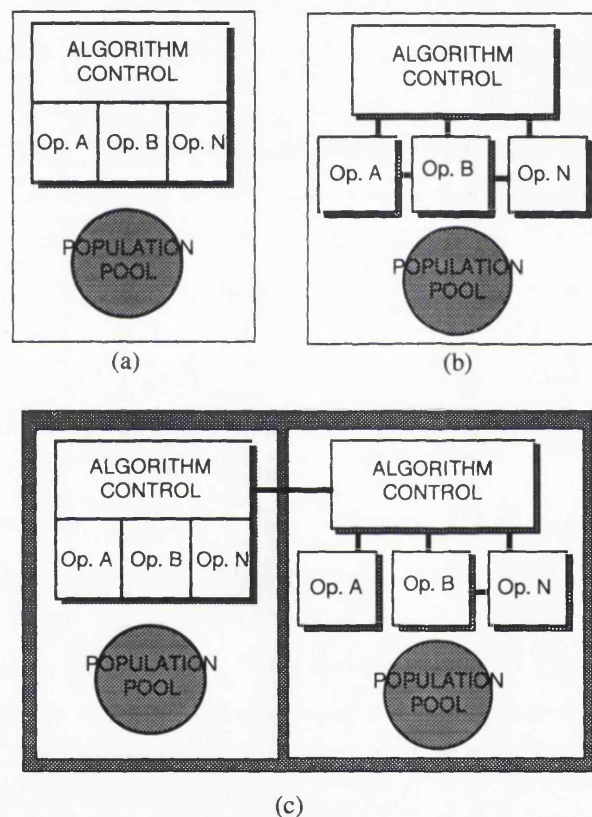 ALGORITHM
CONTROL
Op. A Op. B Op. N
POPULATION
POOL
(a)
ALGORITHM
CONTROL
Op. A Op. B Op. N
POPULATION
POOL
(b)
ALGORITHM
CONTROL
Op. A Op. B Op. N
POPULATION
POOL
ALGORITHM
CONTROL
Op. A Op. B Op. N
POPULATION
POOL
(c)